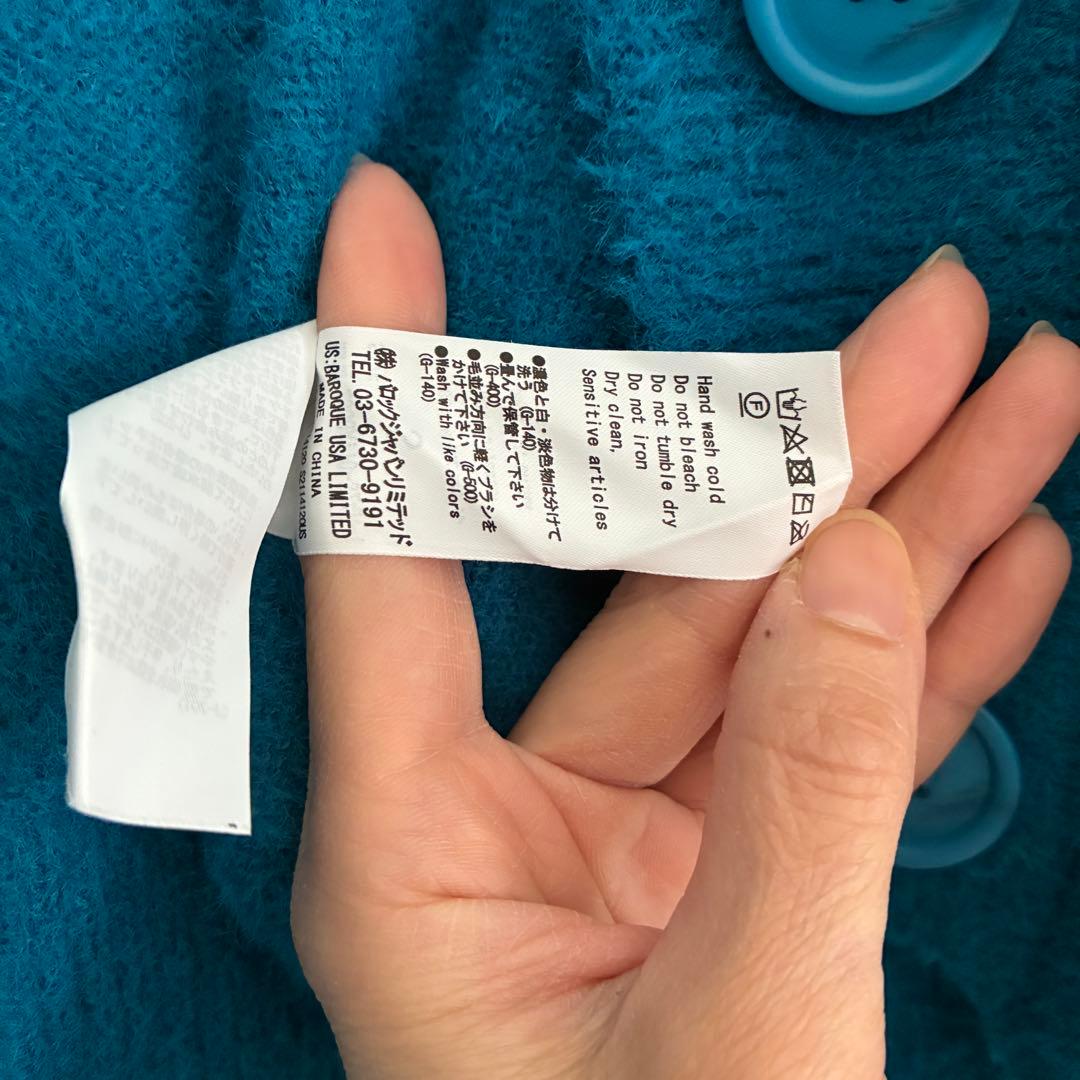 Hand wash cold
Do not bleach
Do not tumble dry
Do not iron
Dry clean,
Sensitive articles
●濃色と白・淡色物は分けて
洗う (G-140)
●畳んで保管して下さい
(G-400)
●毛並み方向に軽くブラシを
かけて下さい (G-500)
●Wash with like colors
(G-140)
㈱バロックジャパンリミテッド
TEL. 03-6730-9191
US:BAROQUE USA LIMITED
MADE IN CHINA
S2114120US